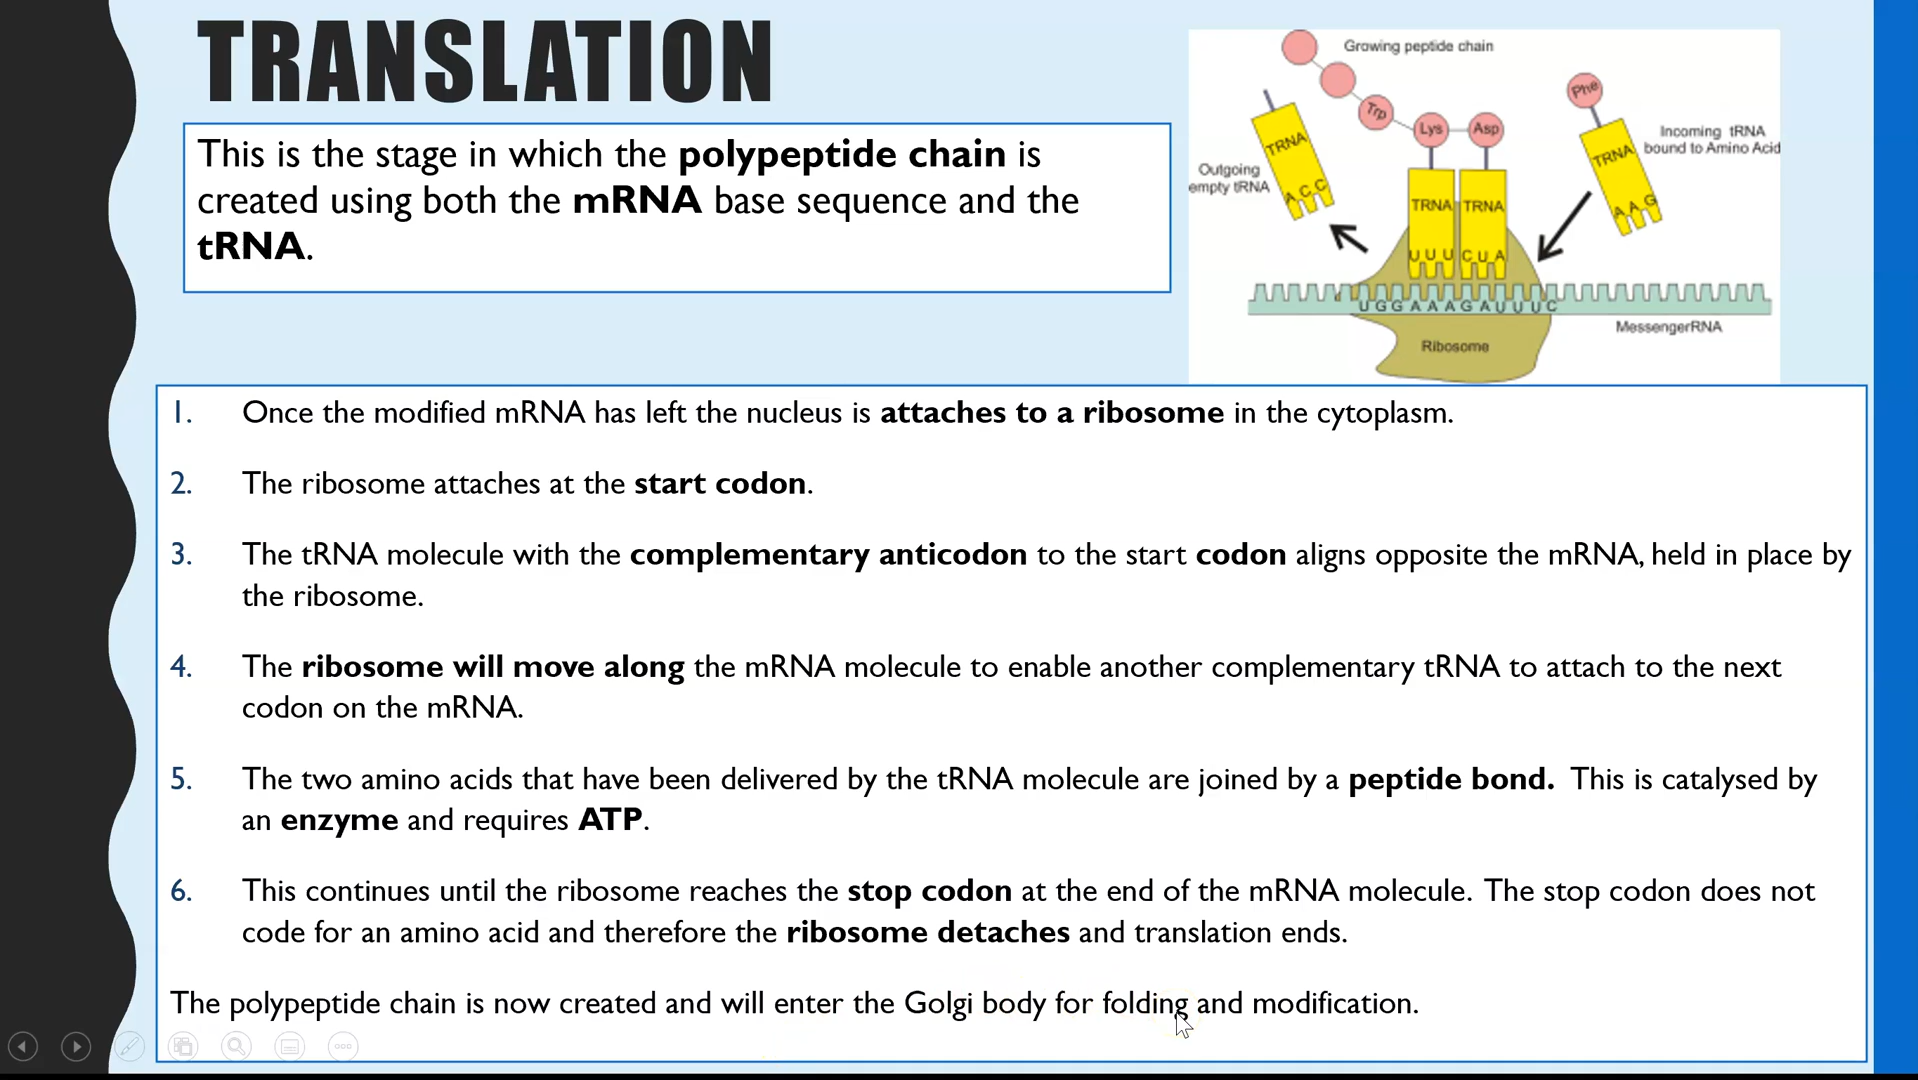 TRANSLATION
This is the stage in which the polypeptide chain is
created using both the mRNA base sequence and the
tRNA.
Growing peptide chain
Trp
Lys
Asp
Phe
TRNA
Outgoing
empty tRNA
A C C
TRNA
TRNA
TRNA
Incoming tRNA
bound to Amino Acid
A A G
U U U
C U A
U G G A A A G A U U U C
MessengerRNA
Ribosome
1. Once the modified mRNA has left the nucleus is attaches to a ribosome in the cytoplasm.
2. The ribosome attaches at the start codon.
3. The tRNA molecule with the complementary anticodon to the start codon aligns opposite the mRNA, held in place by
the ribosome.
4. The ribosome will move along the mRNA molecule to enable another complementary tRNA to attach to the next
codon on the mRNA.
5. The two amino acids that have been delivered by the tRNA molecule are joined by a peptide bond. This is catalysed by
an enzyme and requires ATP.
6. This continues until the ribosome reaches the stop codon at the end of the mRNA molecule. The stop codon does not
code for an amino acid and therefore the ribosome detaches and translation ends.
The polypeptide chain is now created and will enter the Golgi body for folding and modification.